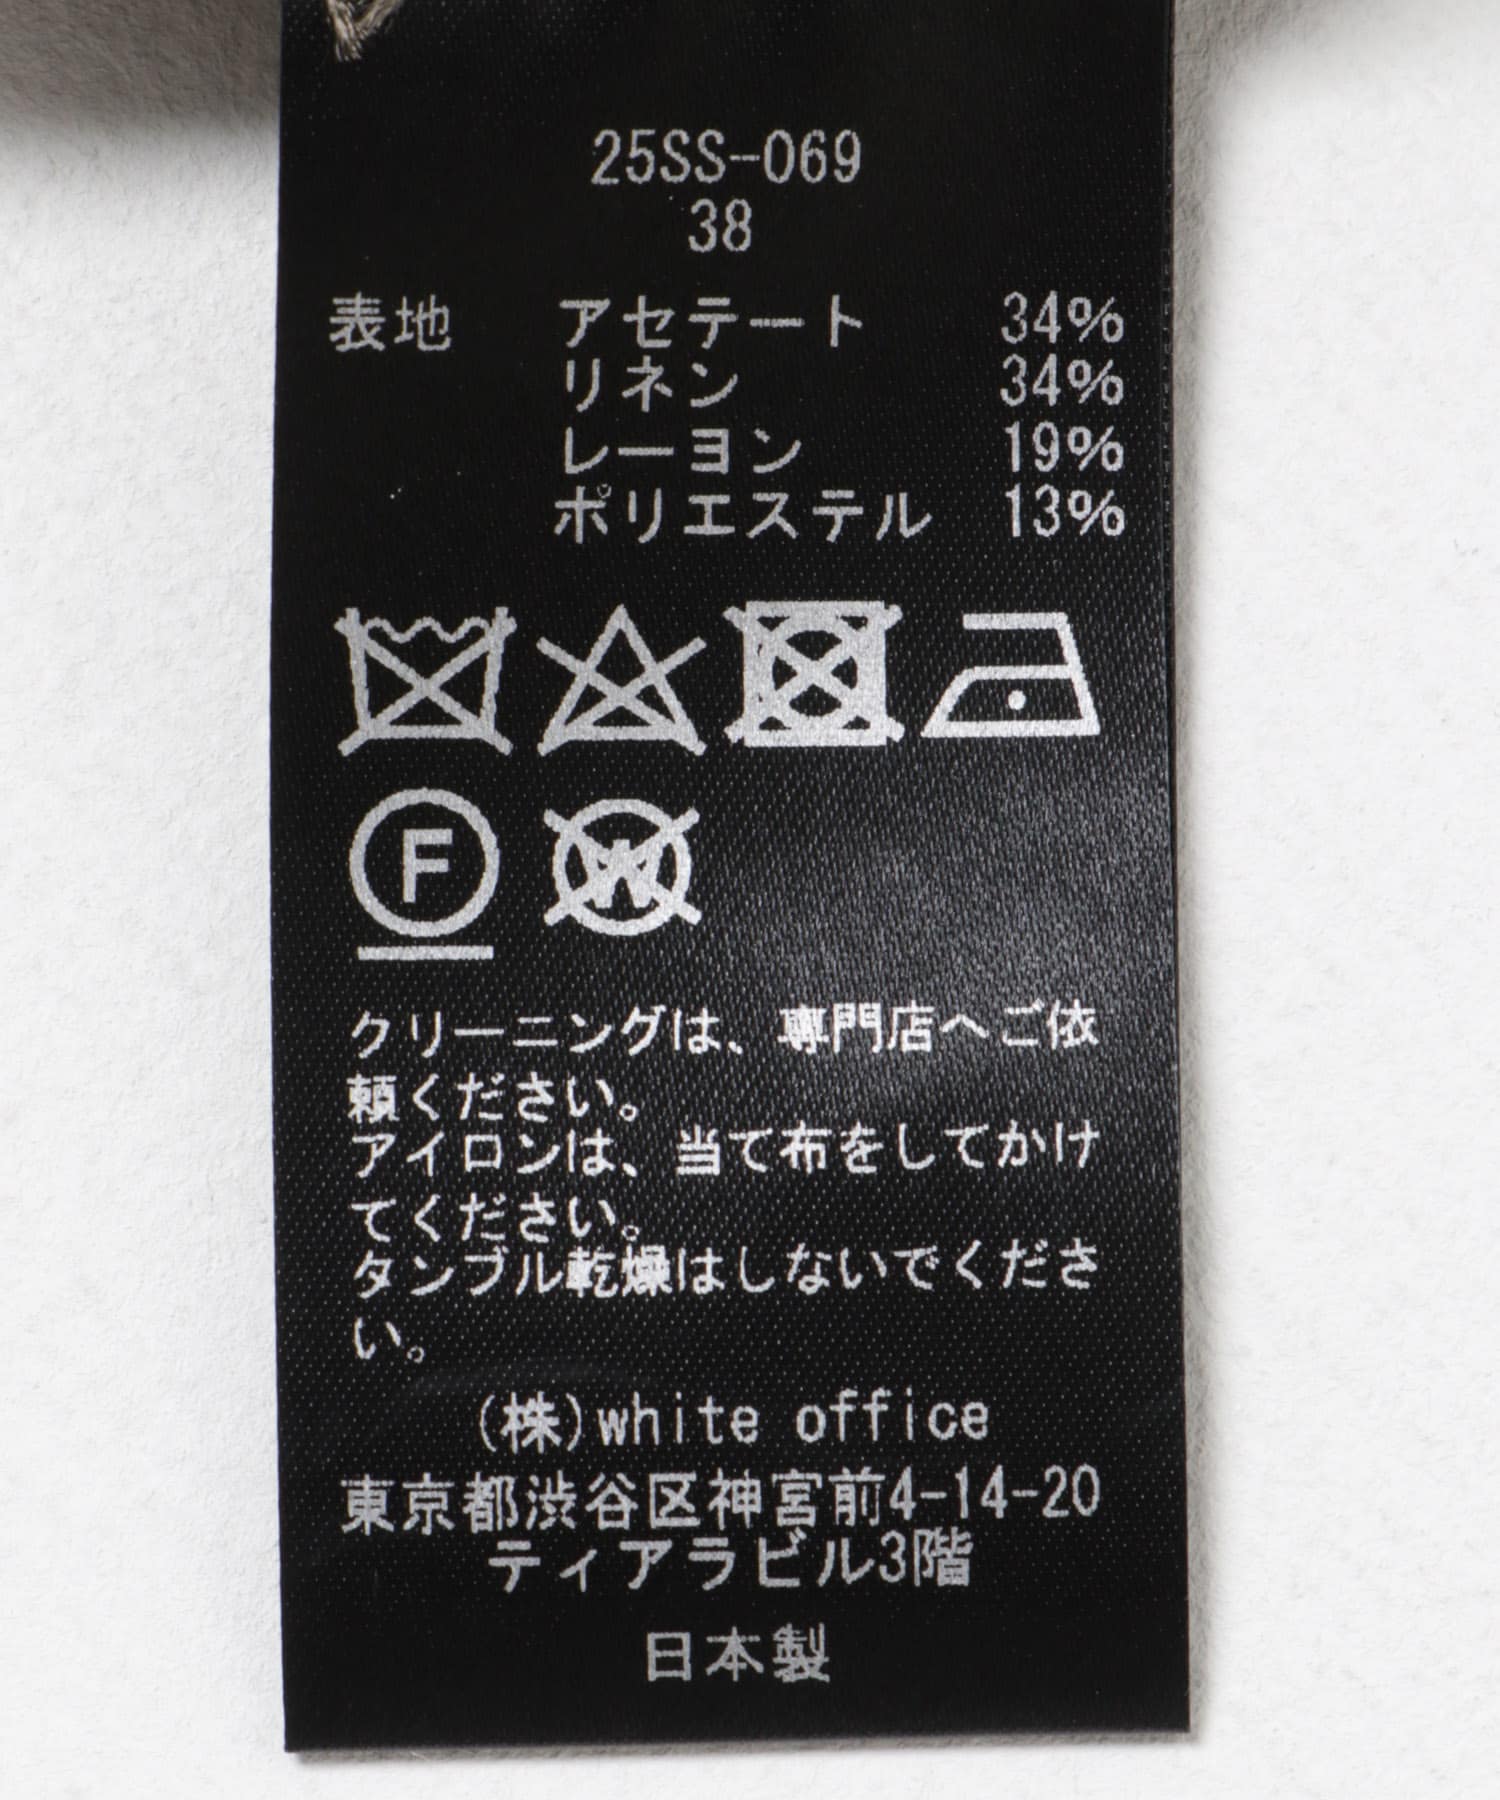 25SS-069
38
表地 アセテート 34%
リネン 34%
レーヨン 19%
ポリエステル 13%
F
W
クリーニングは、専門店へご依
頼ください。
アイロンは、当て布をしてかけ
てください。
タンブル乾燥はしないでくださ
い。
(株)white office
東京都渋谷区神宮前4-14-20
ティアラビル3階
日本製